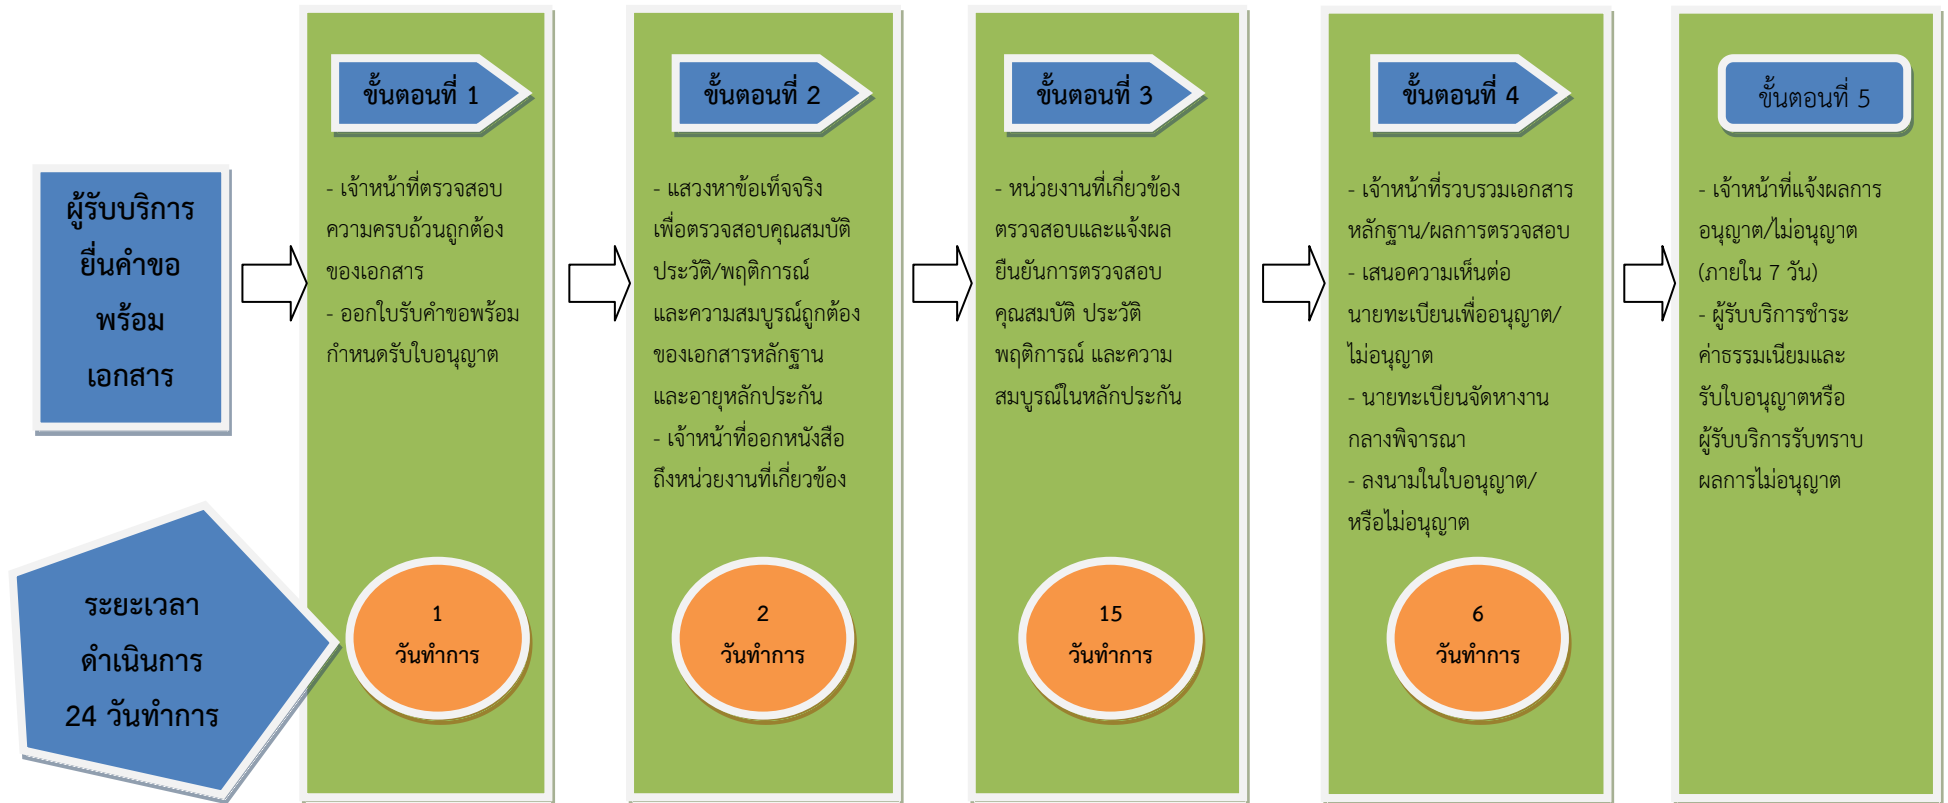 ผู้รับบริการ
ยื่นคำขอ
พร้อม
เอกสาร
ระยะเวลา
ดำเนินการ
24 วันทำการ
ขั้นตอนที่ 1
- เจ้าหน้าที่ตรวจสอบ
ความครบถ้วนถูกต้อง
ของเอกสาร
- ออกใบรับคำขอพร้อม
กำหนดรับใบอนุญาต
1
วันทำการ
ขั้นตอนที่ 2
- แสวงหาข้อเท็จจริง
เพื่อตรวจสอบคุณสมบัติ
ประวัติ/พฤติการณ์
และความสมบูรณ์ถูกต้อง
ของเอกสารหลักฐาน
และอายุหลักประกัน
- เจ้าหน้าที่ออกหนังสือ
ถึงหน่วยงานที่เกี่ยวข้อง
2
วันทำการ
ขั้นตอนที่ 3
- หน่วยงานที่เกี่ยวข้อง
ตรวจสอบและแจ้งผล
ยืนยันการตรวจสอบ
คุณสมบัติ ประวัติ
พฤติการณ์ และความ
สมบูรณ์ในหลักประกัน
15
วันทำการ
ขั้นตอนที่ 4
- เจ้าหน้าที่รวบรวมเอกสาร
หลักฐาน/ผลการตรวจสอบ
- เสนอความเห็นต่อ
นายทะเบียนเพื่ออนุญาต/
ไม่อนุญาต
- นายทะเบียนจัดหางาน
กลางพิจารณา
- ลงนามในใบอนุญาต/
หรือไม่อนุญาต
6
วันทำการ
ขั้นตอนที่ 5
- เจ้าหน้าที่แจ้งผลการ
อนุญาต/ไม่อนุญาต
(ภายใน 7 วัน)
- ผู้รับบริการชำระ
ค่าธรรมเนียมและ
รับใบอนุญาตหรือ
ผู้รับบริการรับทราบ
ผลการไม่อนุญาต